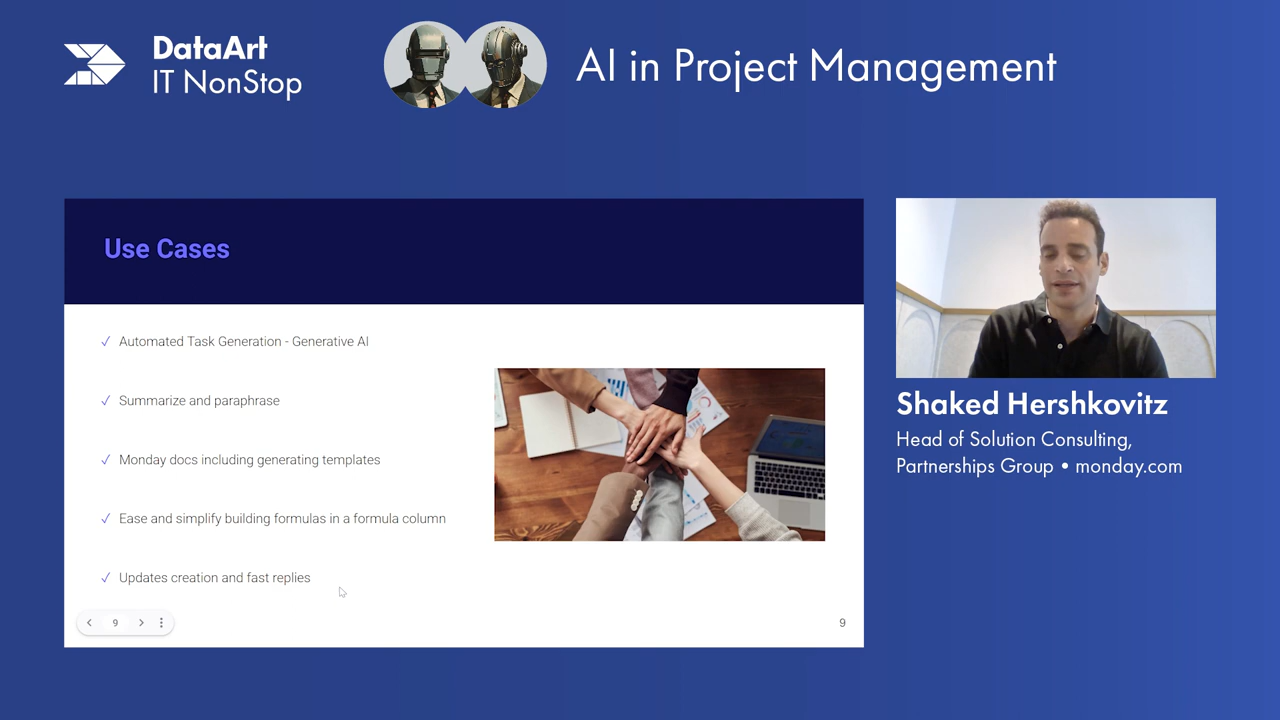 DataArt
IT NonStop
AI in Project Management
Use Cases
✓ Automated Task Generation - Generative AI
✓ Summarize and paraphrase
✓ Monday docs including generating templates
✓ Ease and simplify building formulas in a formula column
✓ Updates creation and fast replies
9
9
Shaked Hershkovitz
Head of Solution Consulting,
Partnerships Group • monday.com